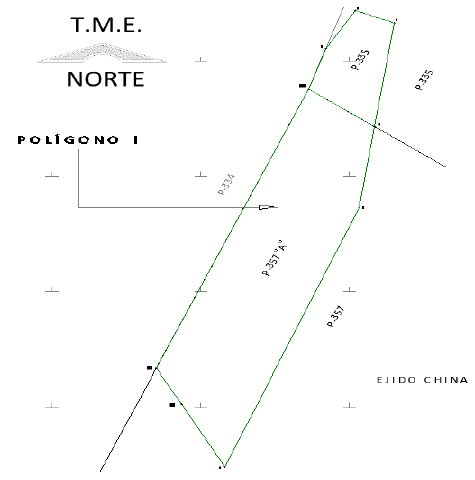 T.M.E.
NORTE
P-335
P-335
POLÍGONO I
P-334
P-357"A"
P-357
EJIDO CHINA